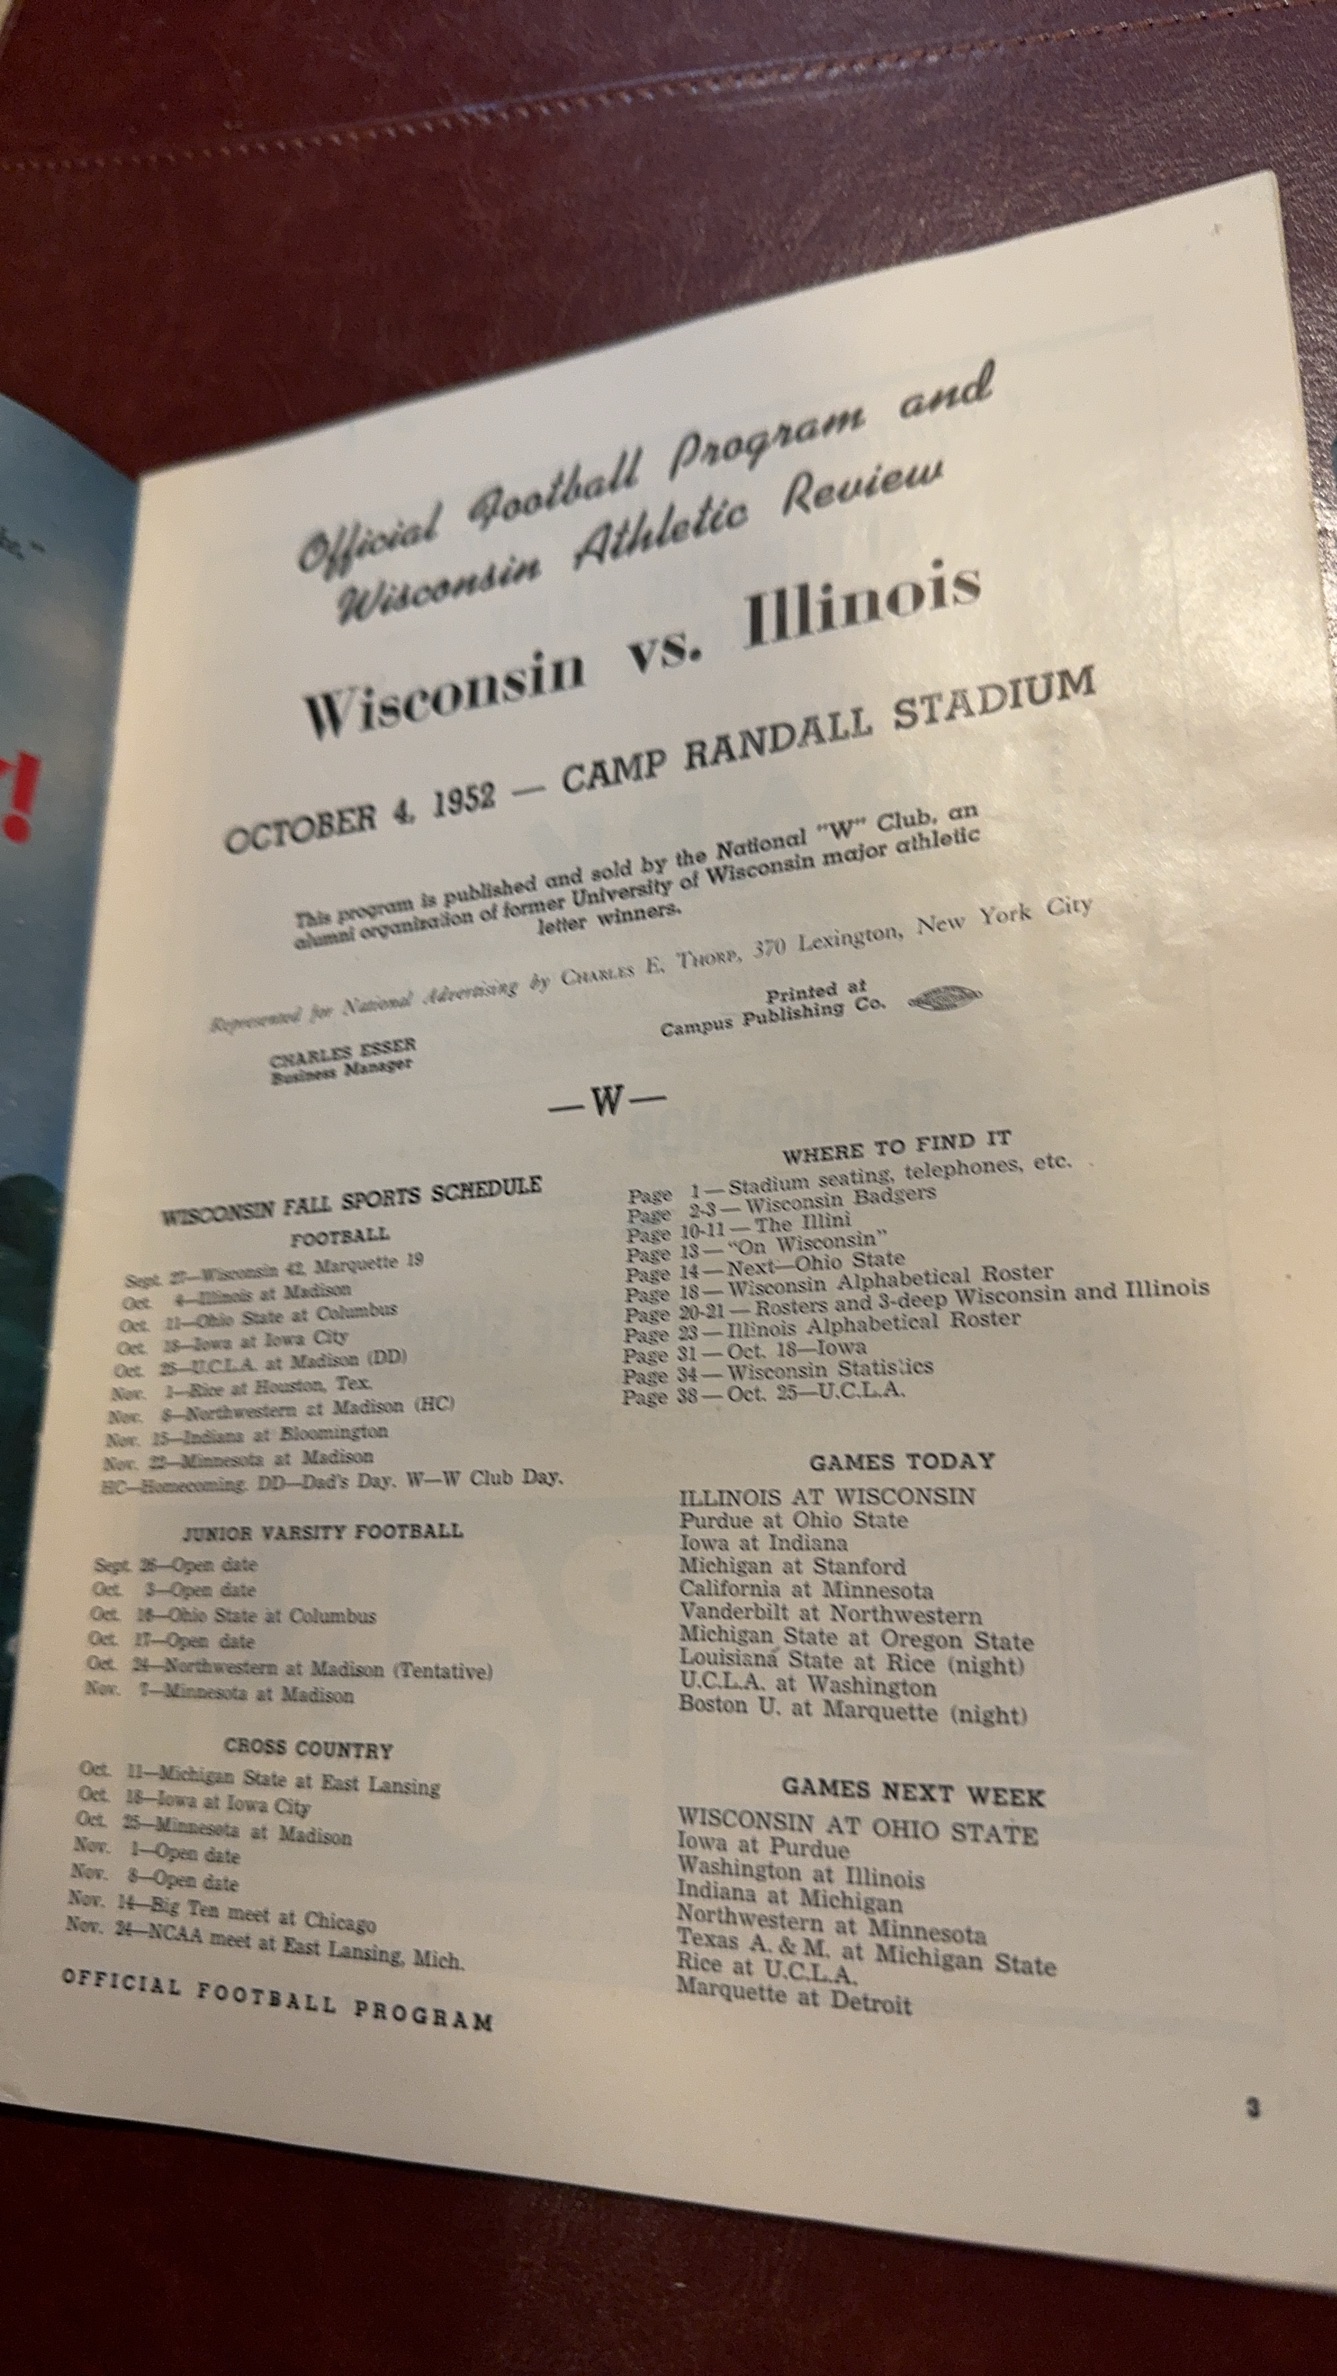 Official Football Program and
Wisconsin Athletic Review
Wisconsin vs. Illinois
OCTOBER 4, 1952 — CAMP RANDALL STADIUM
This program is published and sold by the National "W" Club, an
alumni organization of former University of Wisconsin major athletic
letter winners.
Represented for National Advertising by CHARLES E. THORP, 370 Lexington, New York City
CHARLES ESSER
Business Manager
Printed at
Campus Publishing Co.
—W—
WISCONSIN FALL SPORTS SCHEDULE
FOOTBALL
Sept. 27—Wisconsin 42, Marquette 19
Oct. 4—Illinois at Madison
Oct. 11—Ohio State at Columbus
Oct. 18—Iowa at Iowa City
Oct. 25—U.C.L.A. at Madison (DD)
Nov. 1—Rice at Houston, Tex.
Nov. 8—Northwestern at Madison (HC)
Nov. 15—Indiana at Bloomington
Nov. 22—Minnesota at Madison
HC—Homecoming. DD—Dad's Day. W—W Club Day.
JUNIOR VARSITY FOOTBALL
Sept. 26—Open date
Oct. 3—Open date
Oct. 10—Ohio State at Columbus
Oct. 17—Open date
Oct. 24—Northwestern at Madison (Tentative)
Nov. 7—Minnesota at Madison
CROSS COUNTRY
Oct. 11—Michigan State at East Lansing
Oct. 18—Iowa at Iowa City
Oct. 25—Minnesota at Madison
Nov. 1—Open date
Nov. 8—Open date
Nov. 14—Big Ten meet at Chicago
Nov. 24—NCAA meet at East Lansing, Mich.
OFFICIAL FOOTBALL PROGRAM
WHERE TO FIND IT
Page 1—Stadium seating, telephones, etc.
Page 2-3—Wisconsin Badgers
Page 10-11—The Illini
Page 13—"On Wisconsin"
Page 14—Next—Ohio State
Page 18—Wisconsin Alphabetical Roster
Page 20-21—Rosters and 3-deep Wisconsin and Illinois
Page 23—Illinois Alphabetical Roster
Page 31—Oct. 18—Iowa
Page 34—Wisconsin Statistics
Page 38—Oct. 25—U.C.L.A.
GAMES TODAY
ILLINOIS AT WISCONSIN
Purdue at Ohio State
Iowa at Indiana
Michigan at Stanford
California at Minnesota
Vanderbilt at Northwestern
Michigan State at Oregon State
Louisiana State at Rice (night)
U.C.L.A. at Washington
Boston U. at Marquette (night)
GAMES NEXT WEEK
WISCONSIN AT OHIO STATE
Iowa at Purdue
Washington at Illinois
Indiana at Michigan
Northwestern at Minnesota
Texas A. & M. at Michigan State
Rice at U.C.L.A.
Marquette at Detroit
3